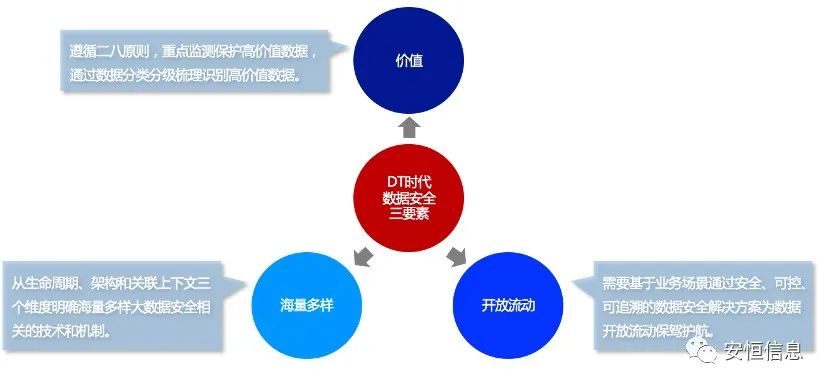 遵循二八原则，重点监测保护高价值数据，
通过数据分类分级梳理识别高价值数据。
价值
DT时代
数据安全
三要素
从生命周期、架构和关联上下文三
个维度明确海量多样大数据安全相
关的技术和机制。
海量多样
开放流动
需要基于业务场景通过安全、可控、
可追溯的数据安全解决方案为数据
开放流动保驾护航。
安恒信息